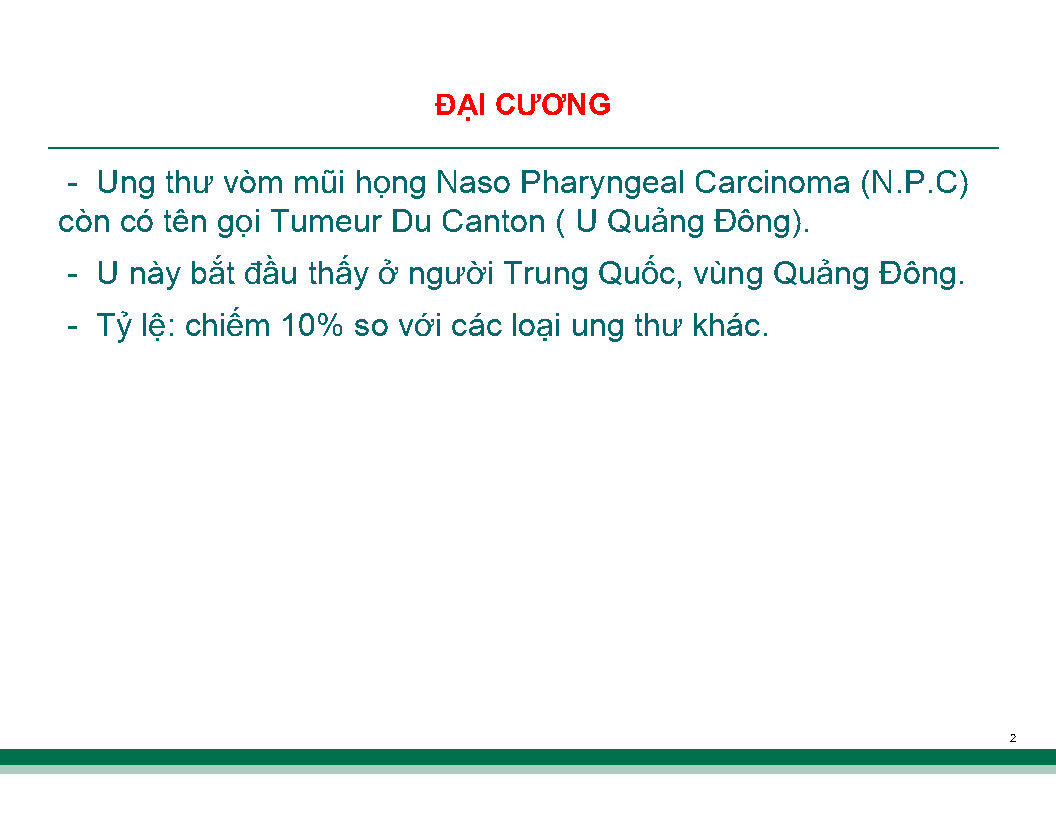 ĐẠI CƯƠNG
- Ung thư vòm mũi họng Naso Pharyngeal Carcinoma (N.P.C)
còn có tên gọi Tumeur Du Canton ( U Quảng Đông).
- U này bắt đầu thấy ở người Trung Quốc, vùng Quảng Đông.
- Tỷ lệ: chiếm 10% so với các loại ung thư khác.
2